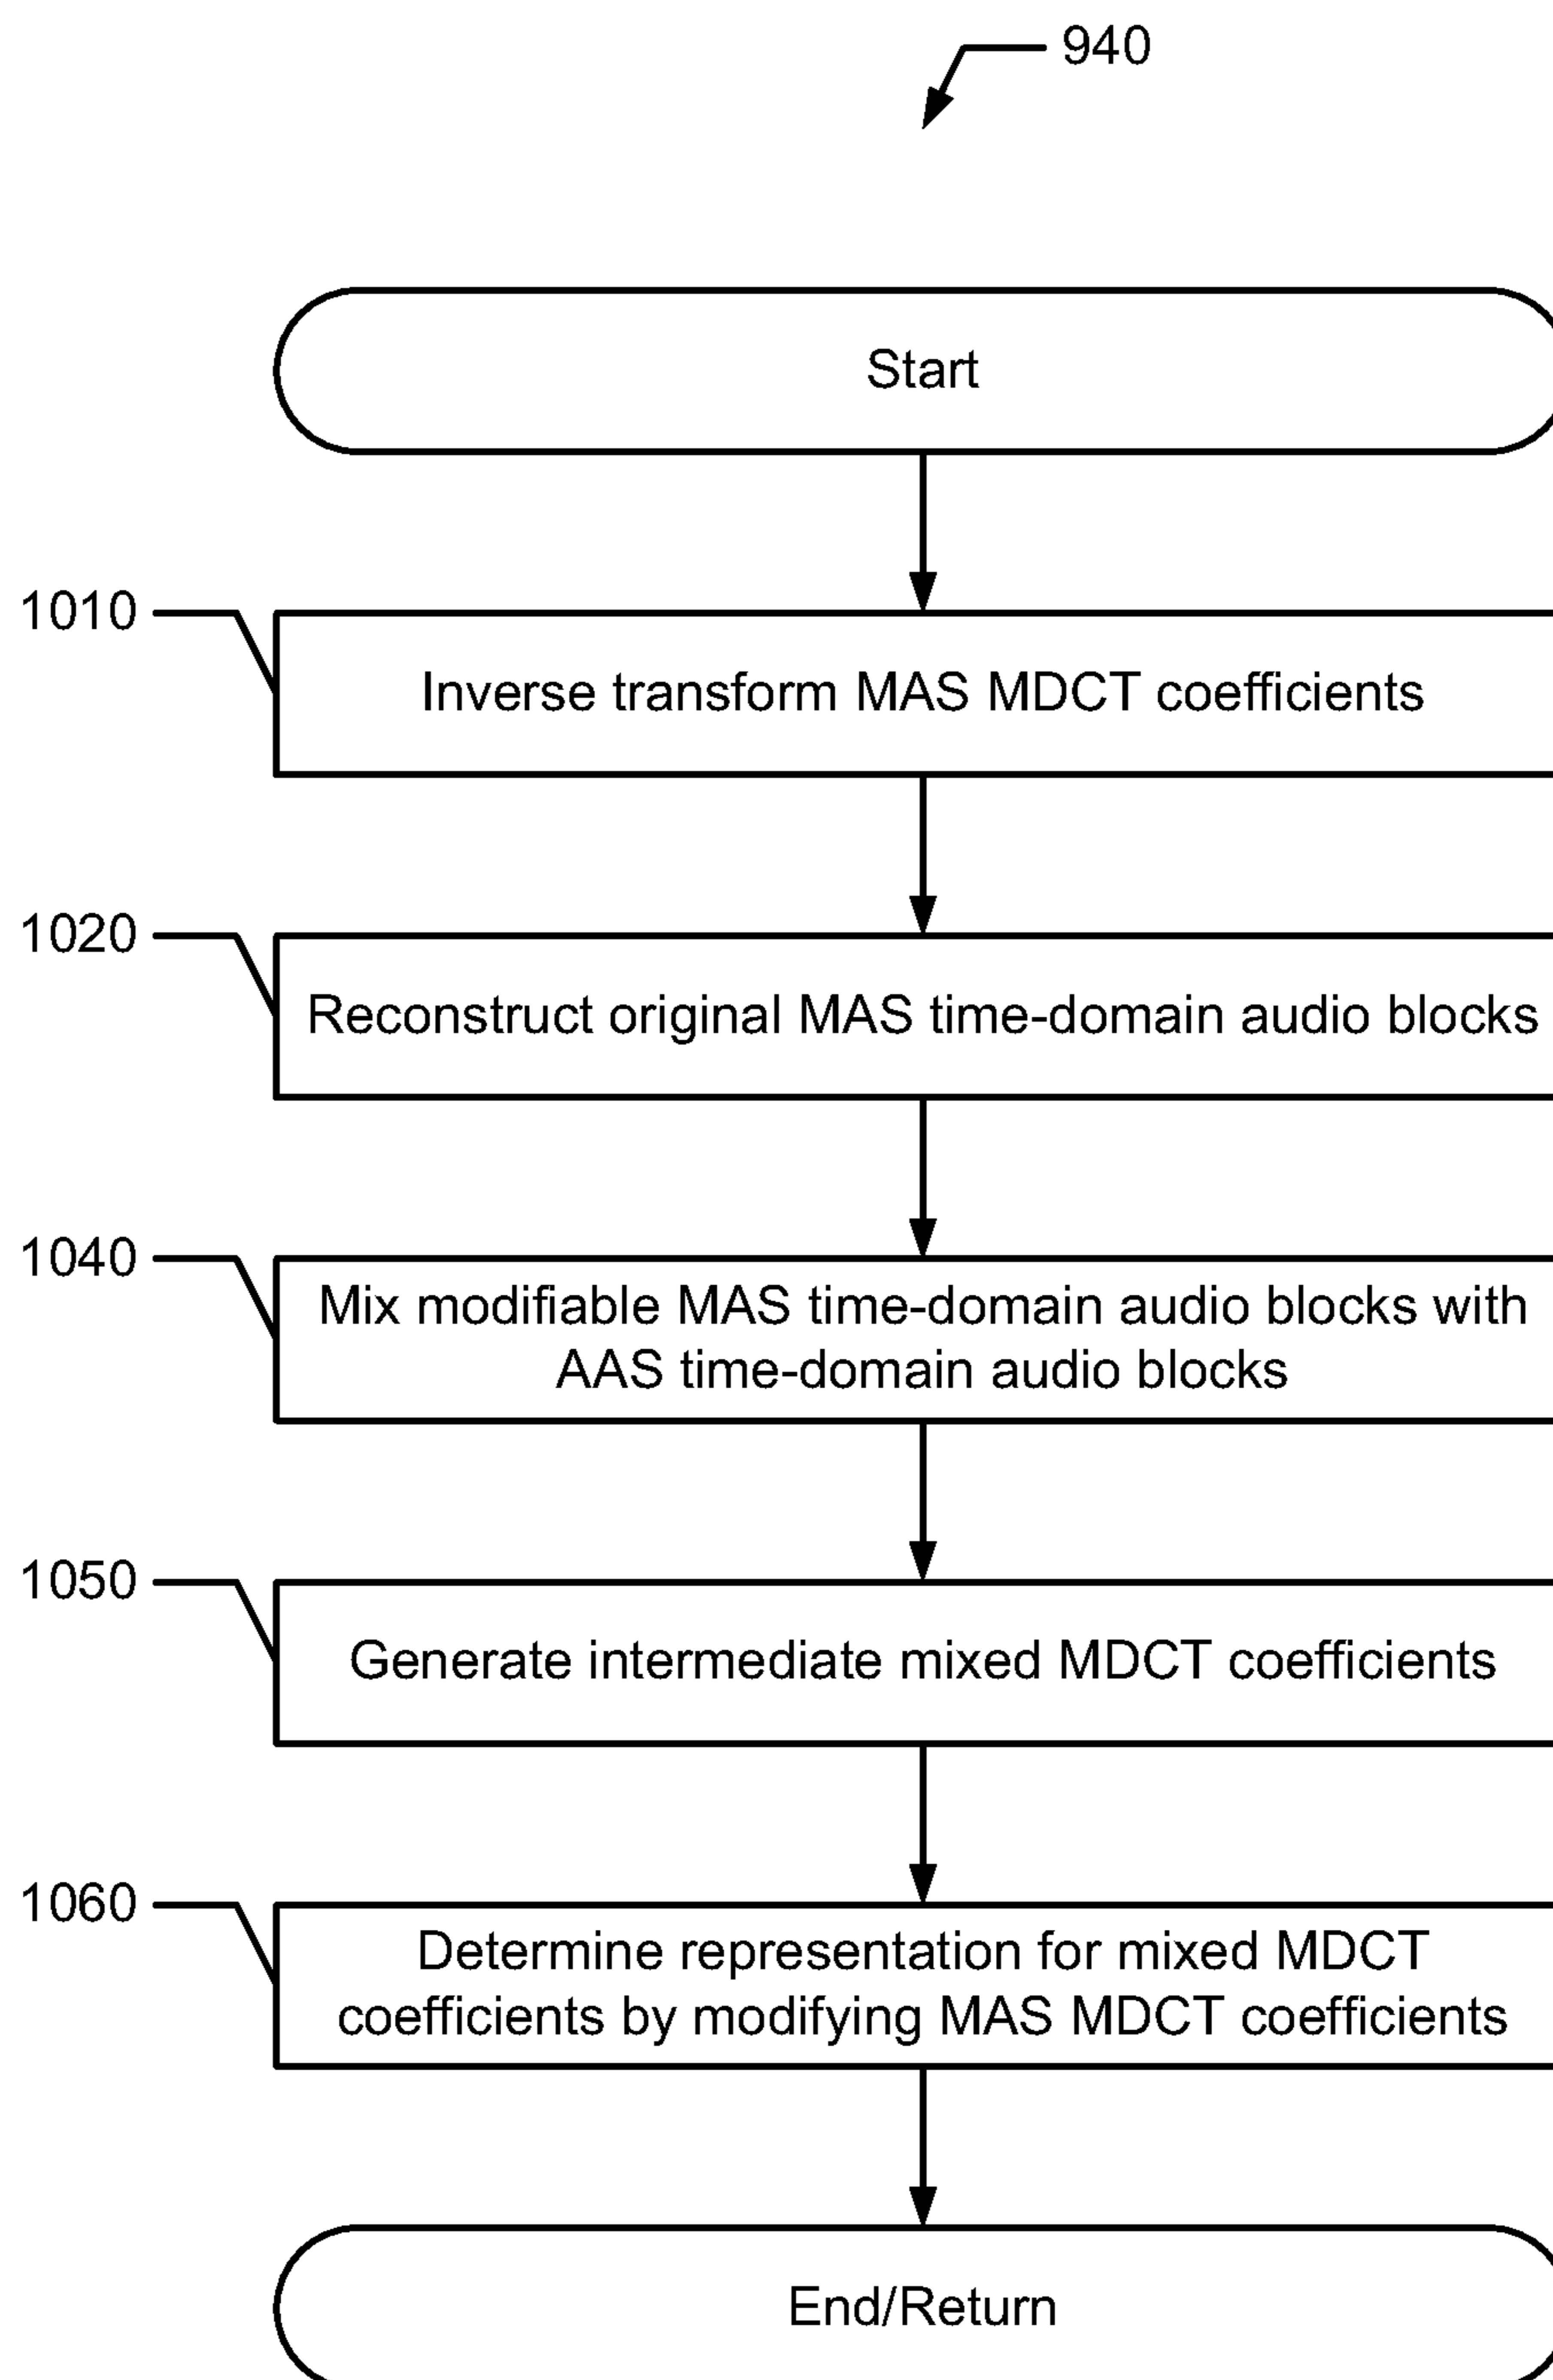 940
Start
1010
Inverse transform MAS MDCT coefficients
1020
Reconstruct original MAS time-domain audio blocks
1040
Mix modifiable MAS time-domain audio blocks with
AAS time-domain audio blocks
1050
Generate intermediate mixed MDCT coefficients
1060
Determine representation for mixed MDCT
coefficients by modifying MAS MDCT coefficients
End/Return